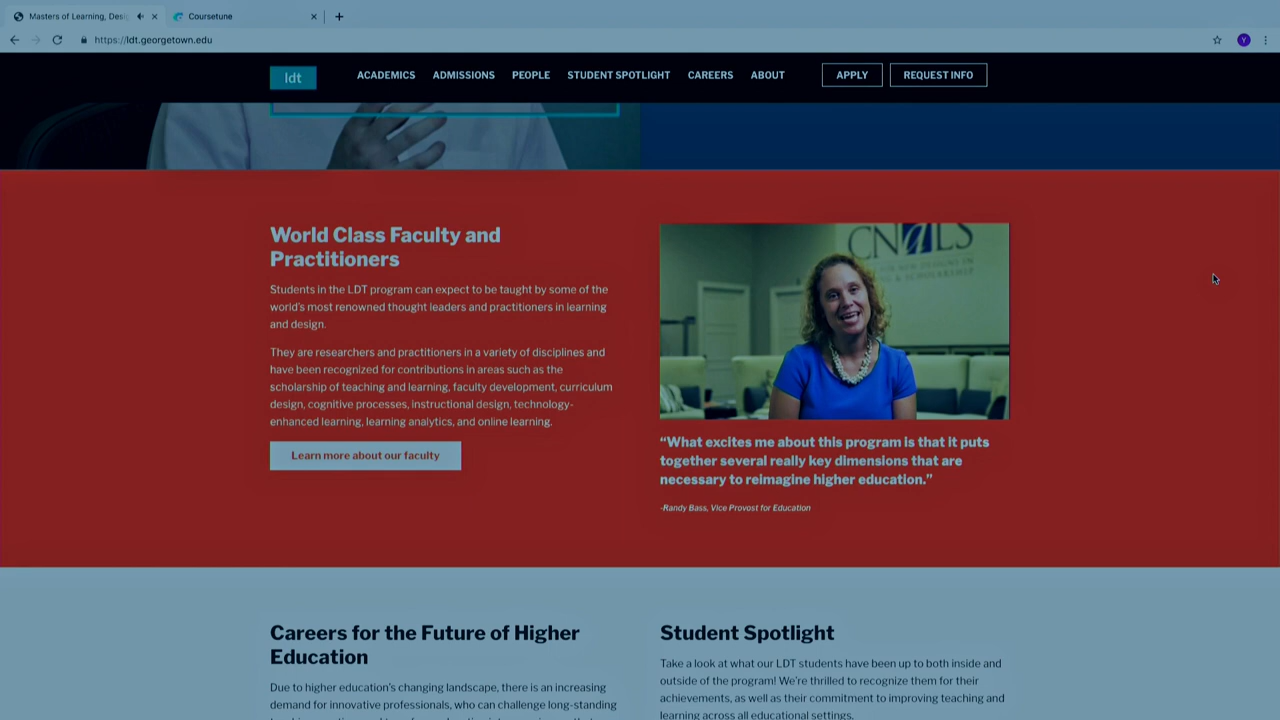 Masters of Learning, Desi
Coursetune
https://ldt.georgetown.edu
Y
ldt
ACADEMICS
ADMISSIONS
PEOPLE
STUDENT SPOTLIGHT
CAREERS
ABOUT
APPLY
REQUEST INFO
World Class Faculty and
Practitioners
Students in the LDT program can expect to be taught by some of the
world's most renowned thought leaders and practitioners in learning
and design.
They are researchers and practitioners in a variety of disciplines and
have been recognized for contributions in areas such as the
scholarship of teaching and learning, faculty development, curriculum
design, cognitive processes, instructional design, technology-
enhanced learning, learning analytics, and online learning.
Learn more about our faculty
CNDLS
& SCHOLARSHIP
“What excites me about this program is that it puts
together several really key dimensions that are
necessary to reimagine higher education.”
-Randy Bass, Vice Provost for Education
Careers for the Future of Higher
Education
Due to higher education's changing landscape, there is an increasing
demand for innovative professionals, who can challenge long-standing
Student Spotlight
Take a look at what our LDT students have been up to both inside and
outside of the program! We're thrilled to recognize them for their
achievements, as well as their commitment to improving teaching and
learning across all educational settings.